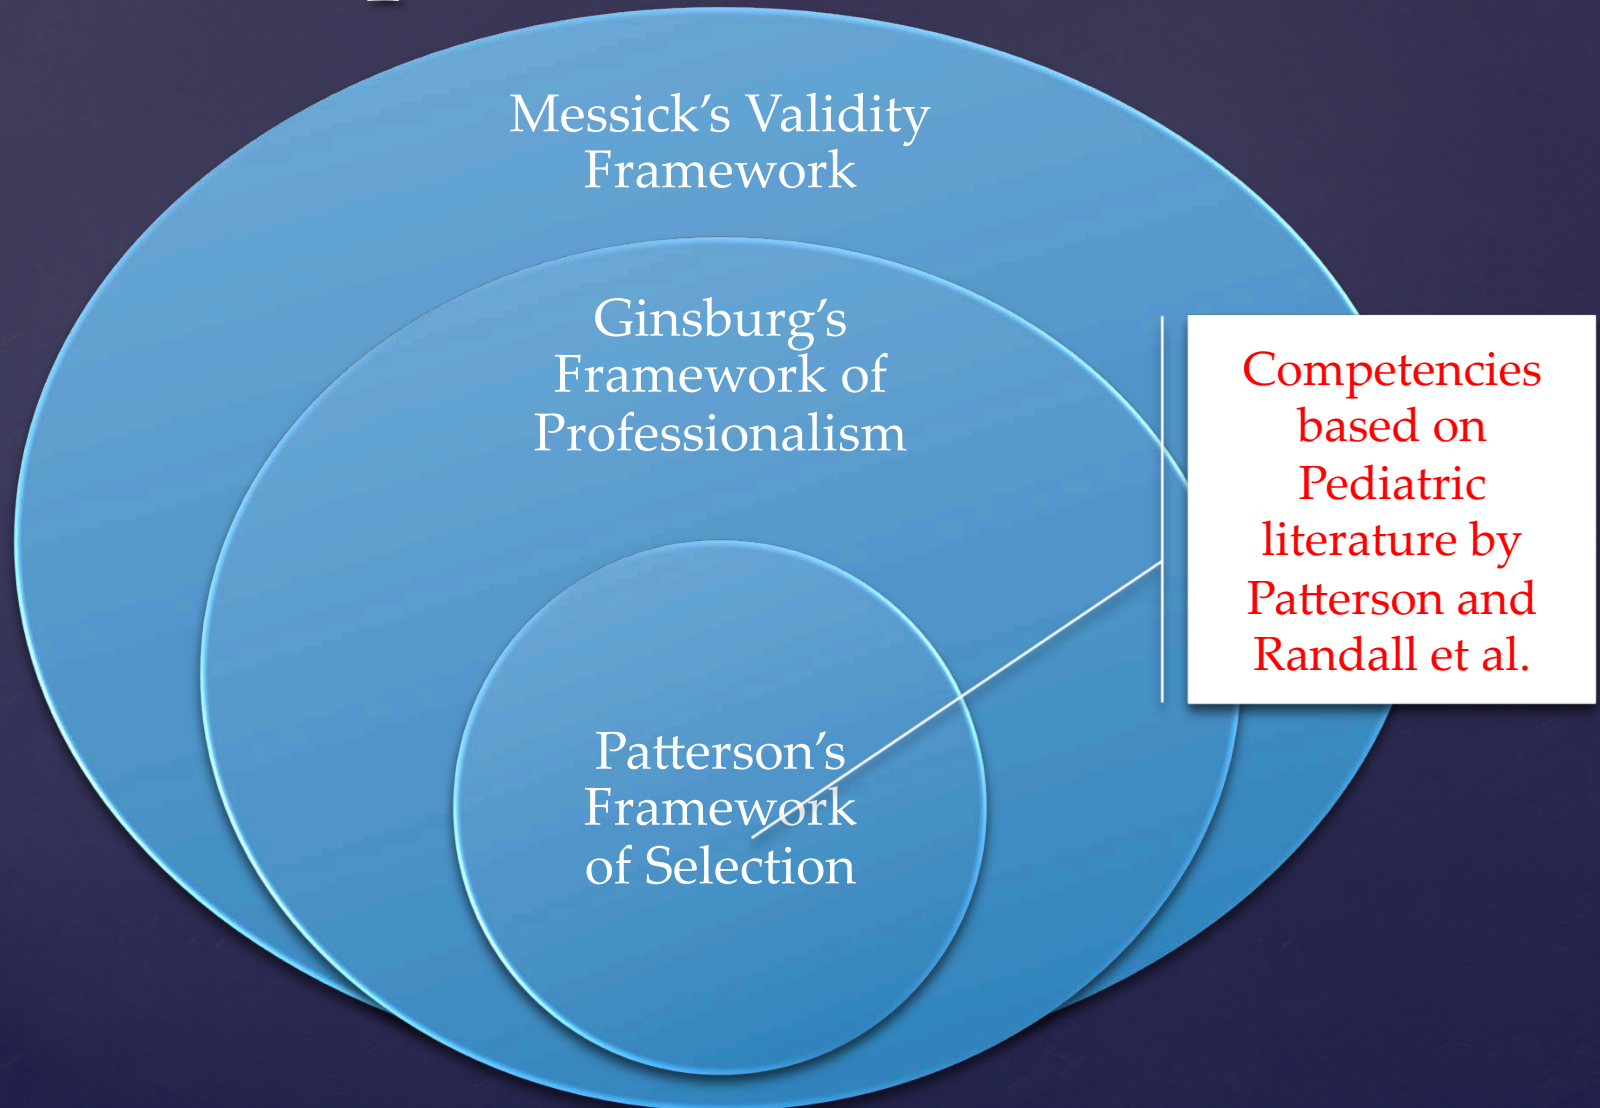 Messick’s Validity
Framework
Ginsburg’s
Framework of
Professionalism
Competencies
based on
Pediatric
literature by
Patterson and
Randall et al.
Patterson’s
Framework
of Selection